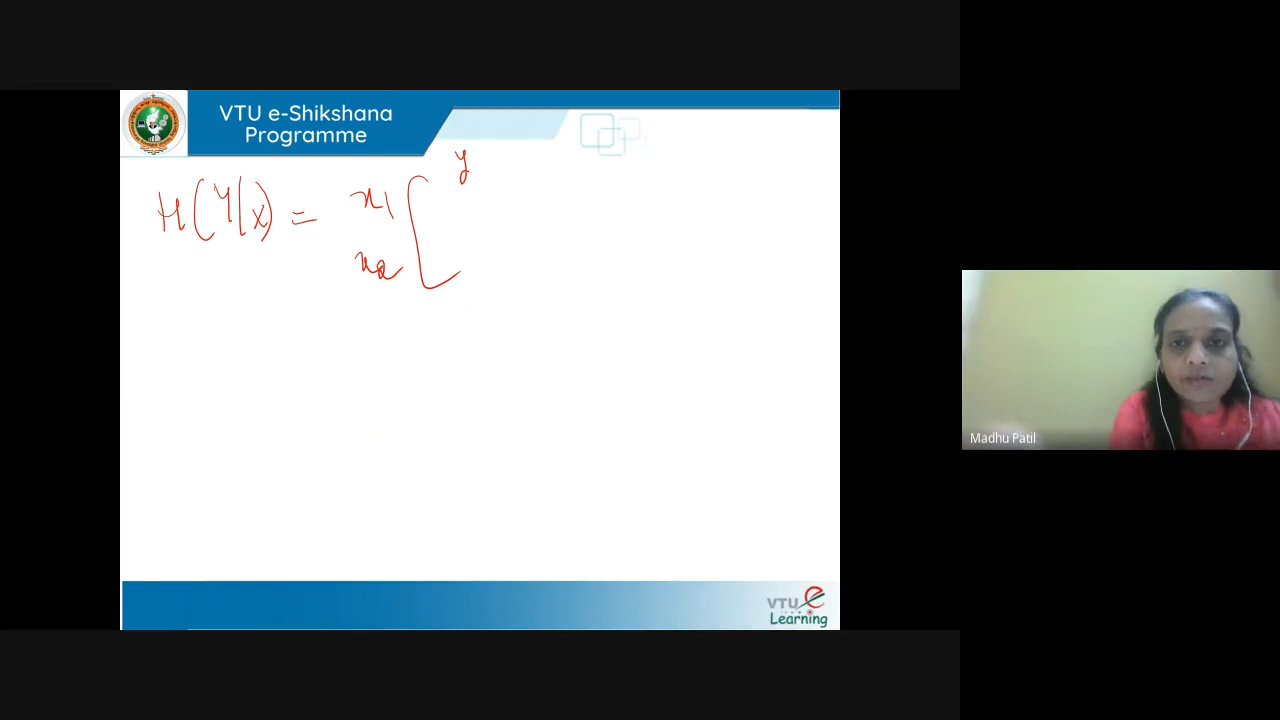 VTU e-Shikshana
Programme
y
H(Y/X) = x1
x2
Madhu Patil
VTU e
Learning